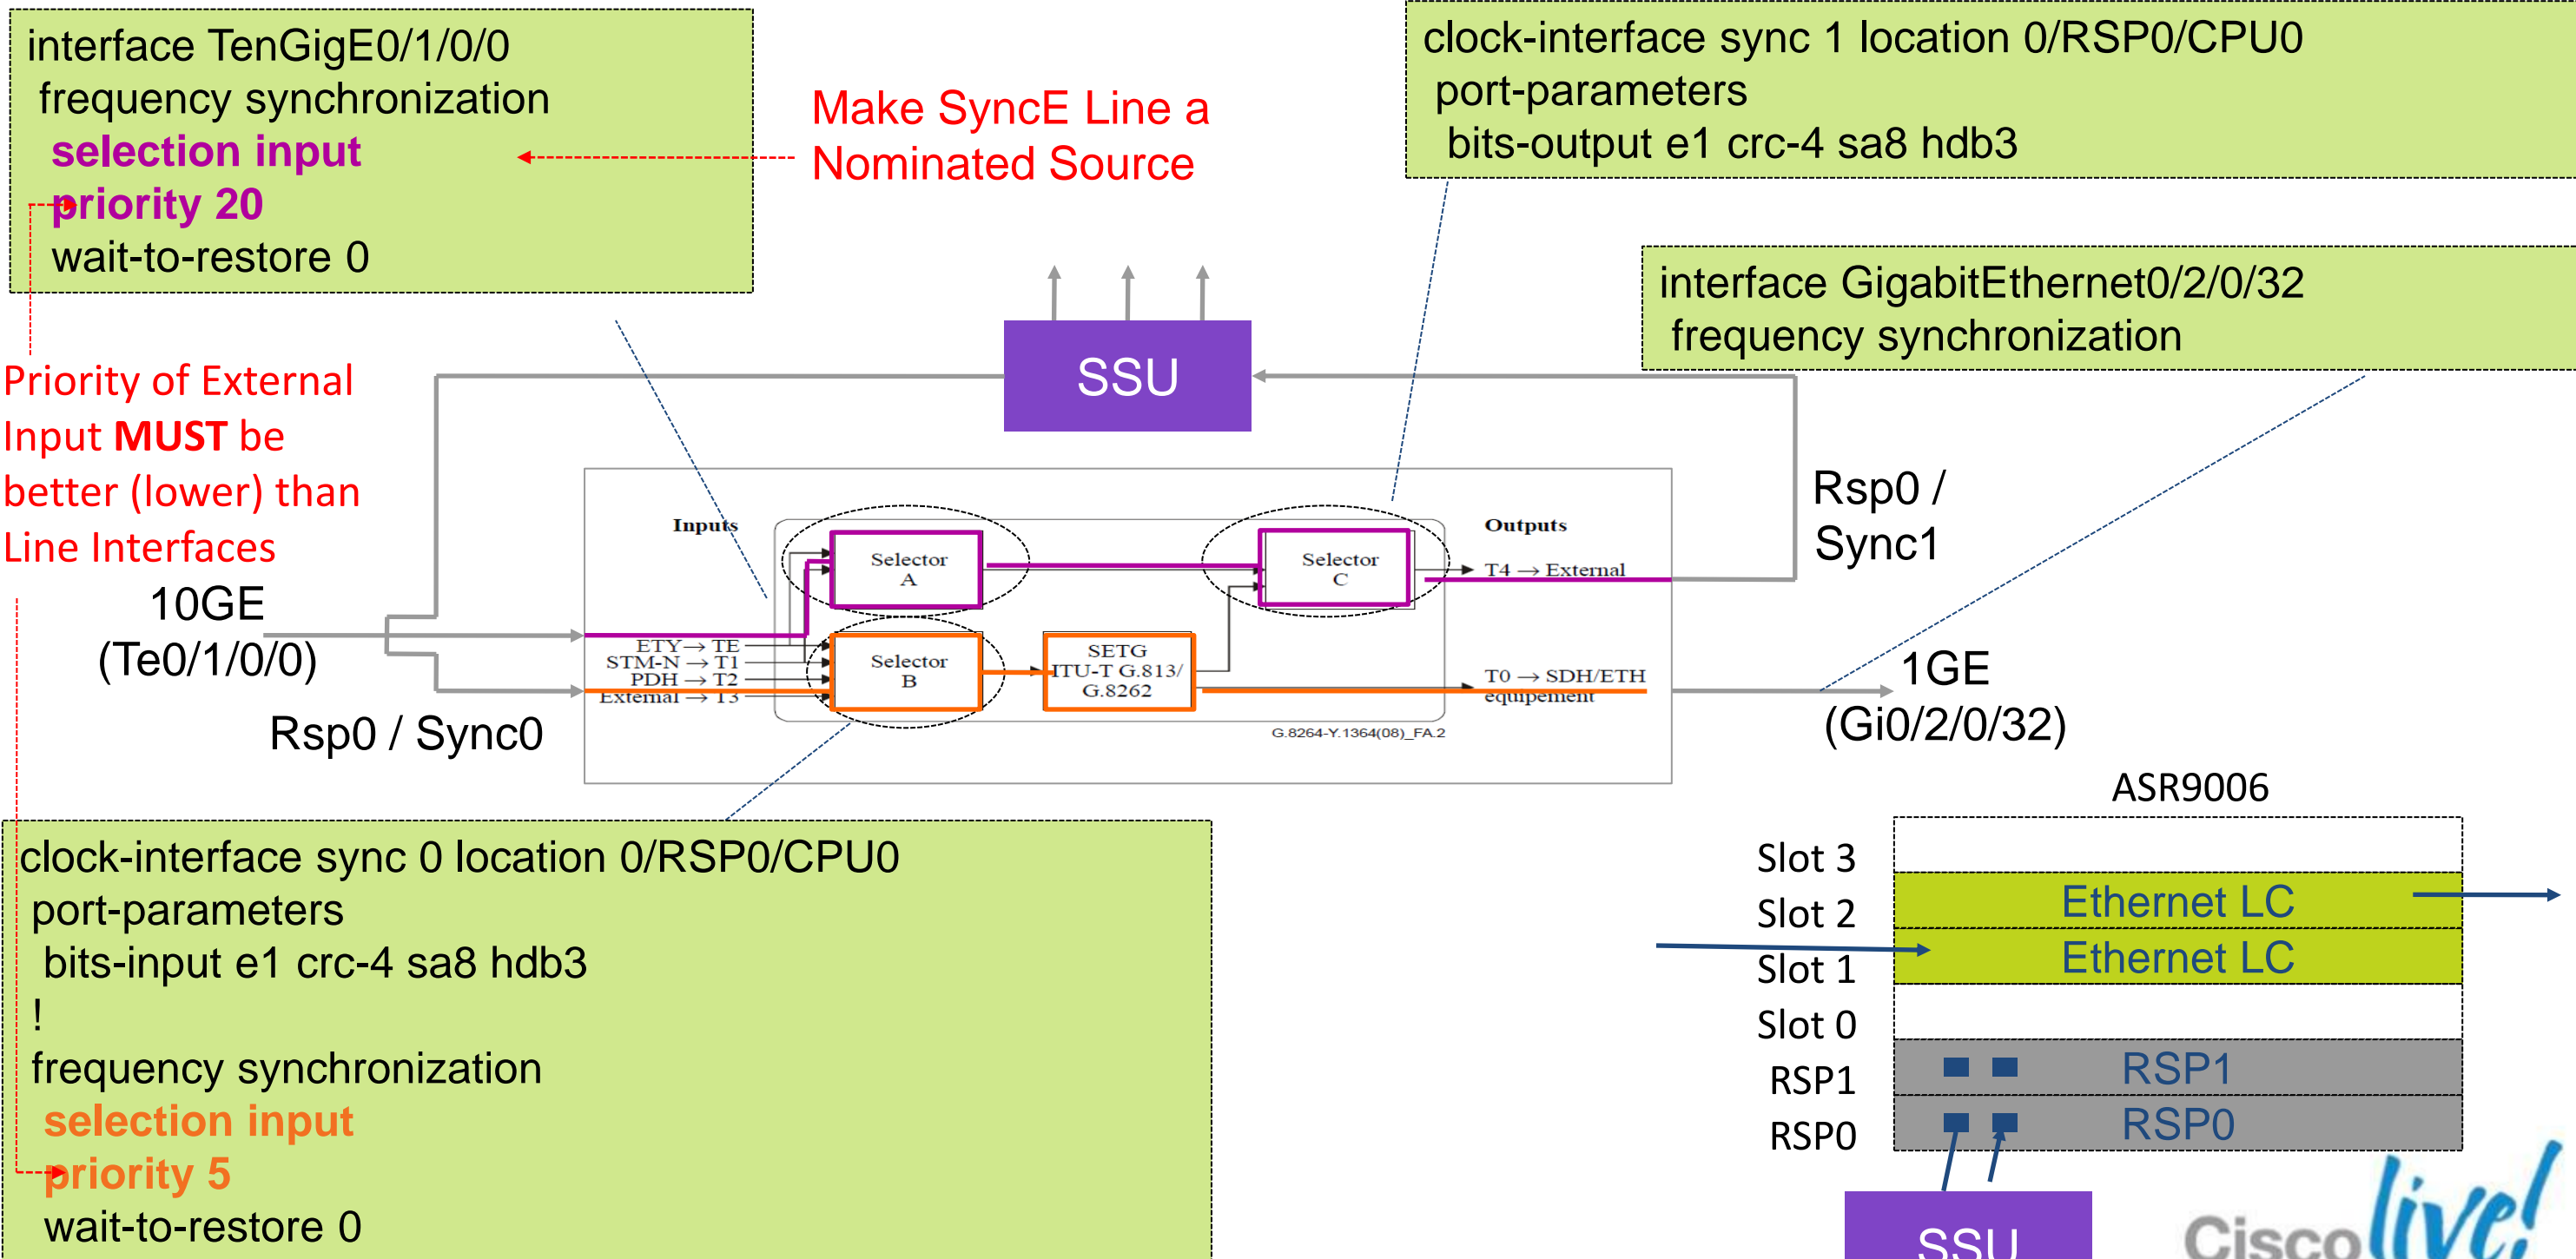 interface TenGigE0/1/0/0
frequency synchronization
selection input
priority 20
wait-to-restore 0
Make SyncE Line a
Nominated Source
clock-interface sync 1 location 0/RSP0/CPU0
port-parameters
bits-output e1 crc-4 sa8 hdb3
interface GigabitEthernet0/2/0/32
frequency synchronization
Priority of External
Input MUST be
better (lower) than
Line Interfaces
SSU
10GE
(Te0/1/0/0)
Rsp0 / Sync0
Inputs
Selector
A
Selector
C
Outputs
T4 → External
ETY → TE
STM-N → T1
PDH → T2
External → T3
Selector
B
SETG
ITU-T G.813/
G.8262
T0 → SDH/ETH
equipement
G.8264-Y.1364(08)_FA.2
Rsp0 /
Sync1
1GE
(Gi0/2/0/32)
clock-interface sync 0 location 0/RSP0/CPU0
port-parameters
bits-input e1 crc-4 sa8 hdb3
!
frequency synchronization
selection input
priority 5
wait-to-restore 0
ASR9006
Slot 3
Slot 2
Ethernet LC
Slot 1
Ethernet LC
Slot 0
RSP1
RSP1
RSP0
RSP0
SSU
Cisco live!